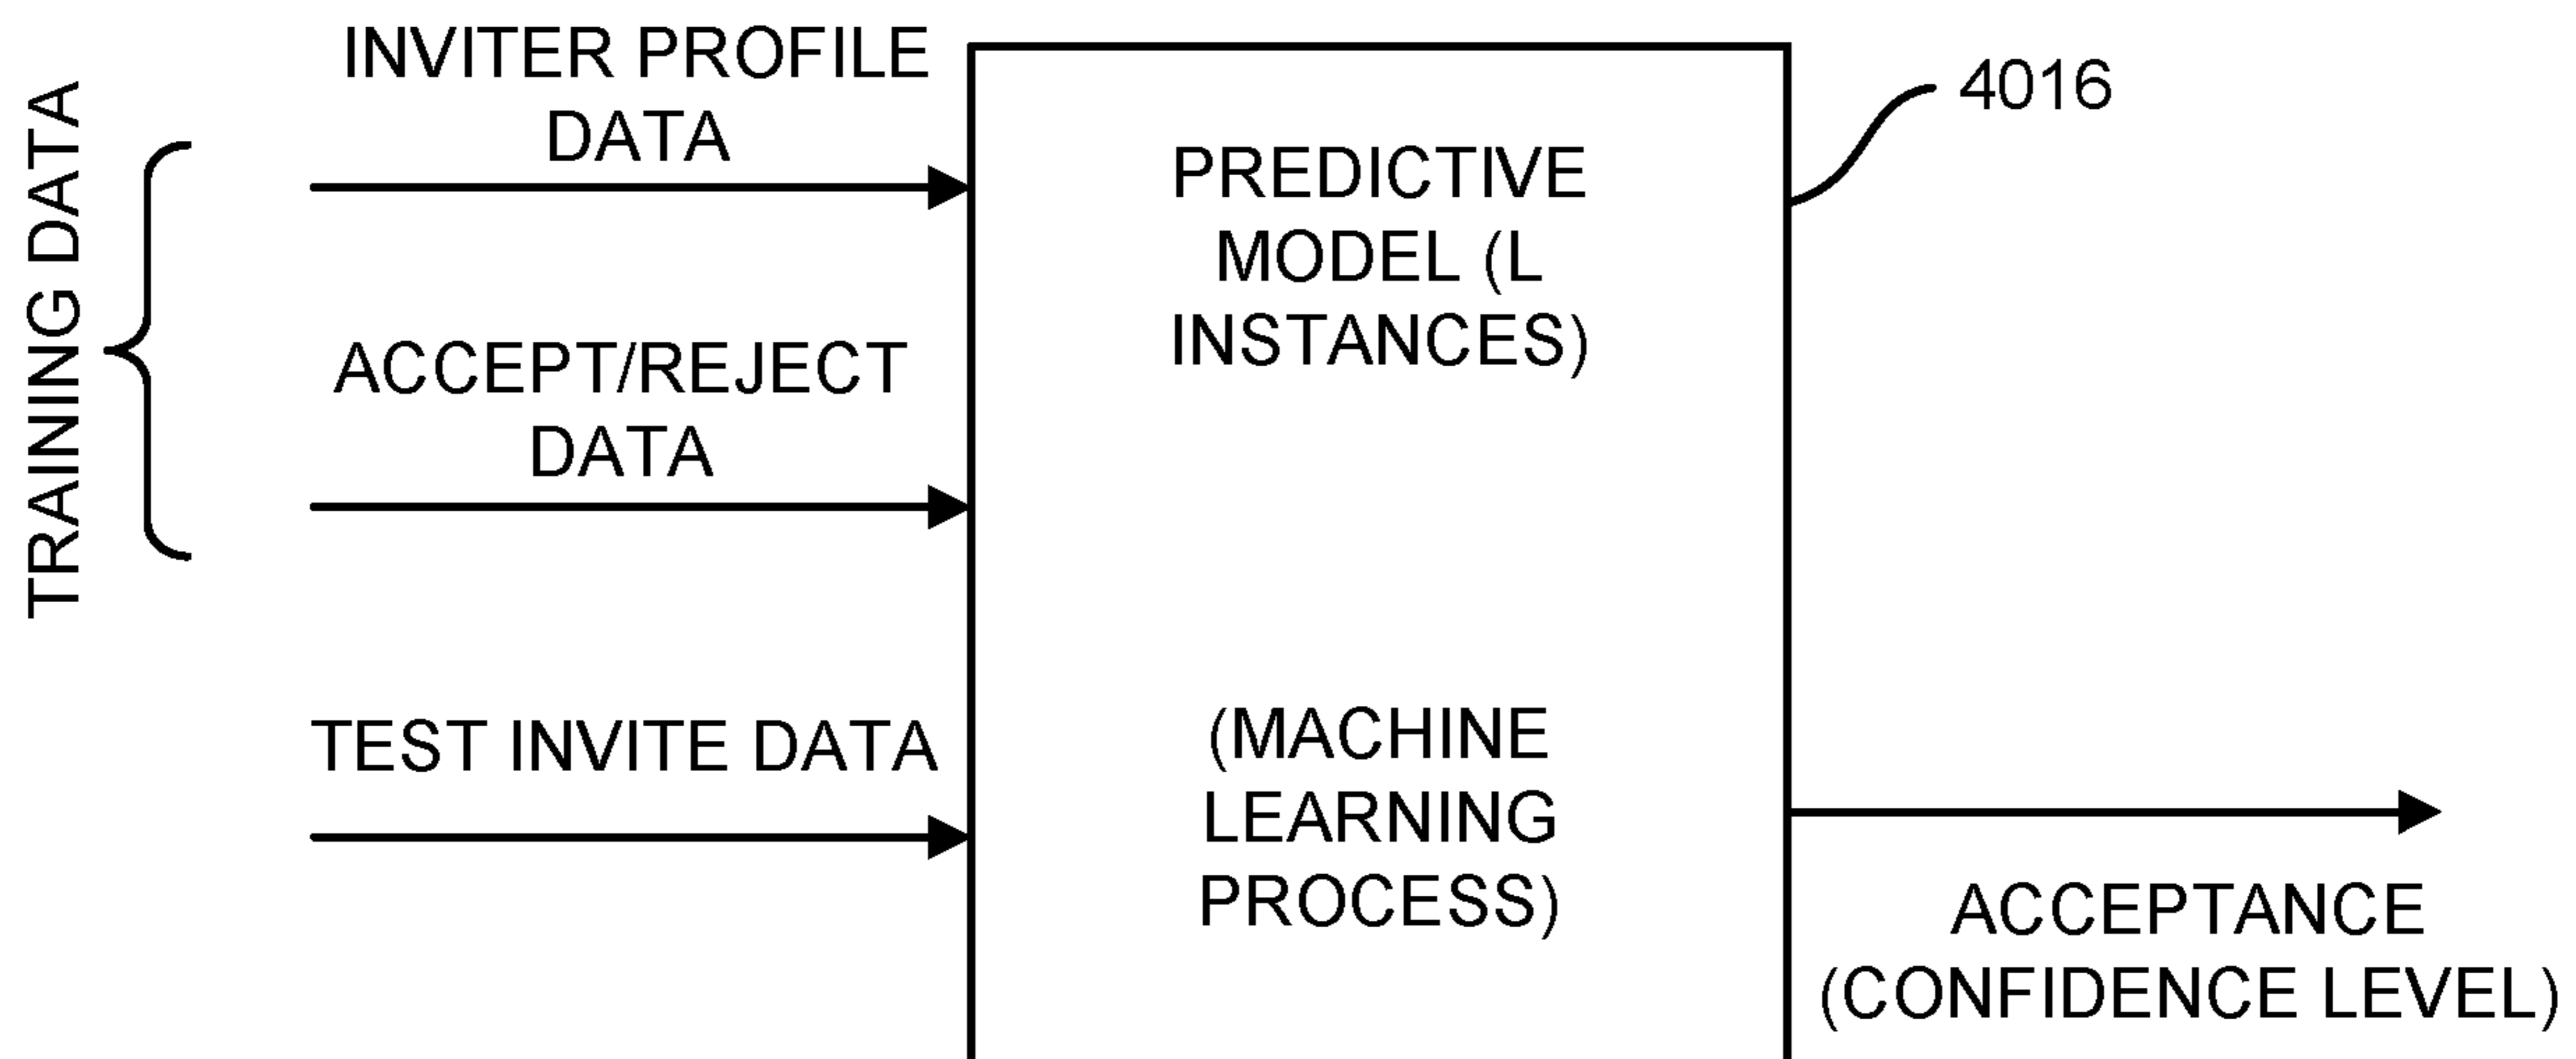 TRAINING DATA
INVITER PROFILE
DATA
ACCEPT/REJECT
DATA
TEST INVITE DATA
PREDICTIVE
MODEL (L
INSTANCES)
(MACHINE
LEARNING
PROCESS)
4016
ACCEPTANCE
(CONFIDENCE LEVEL)